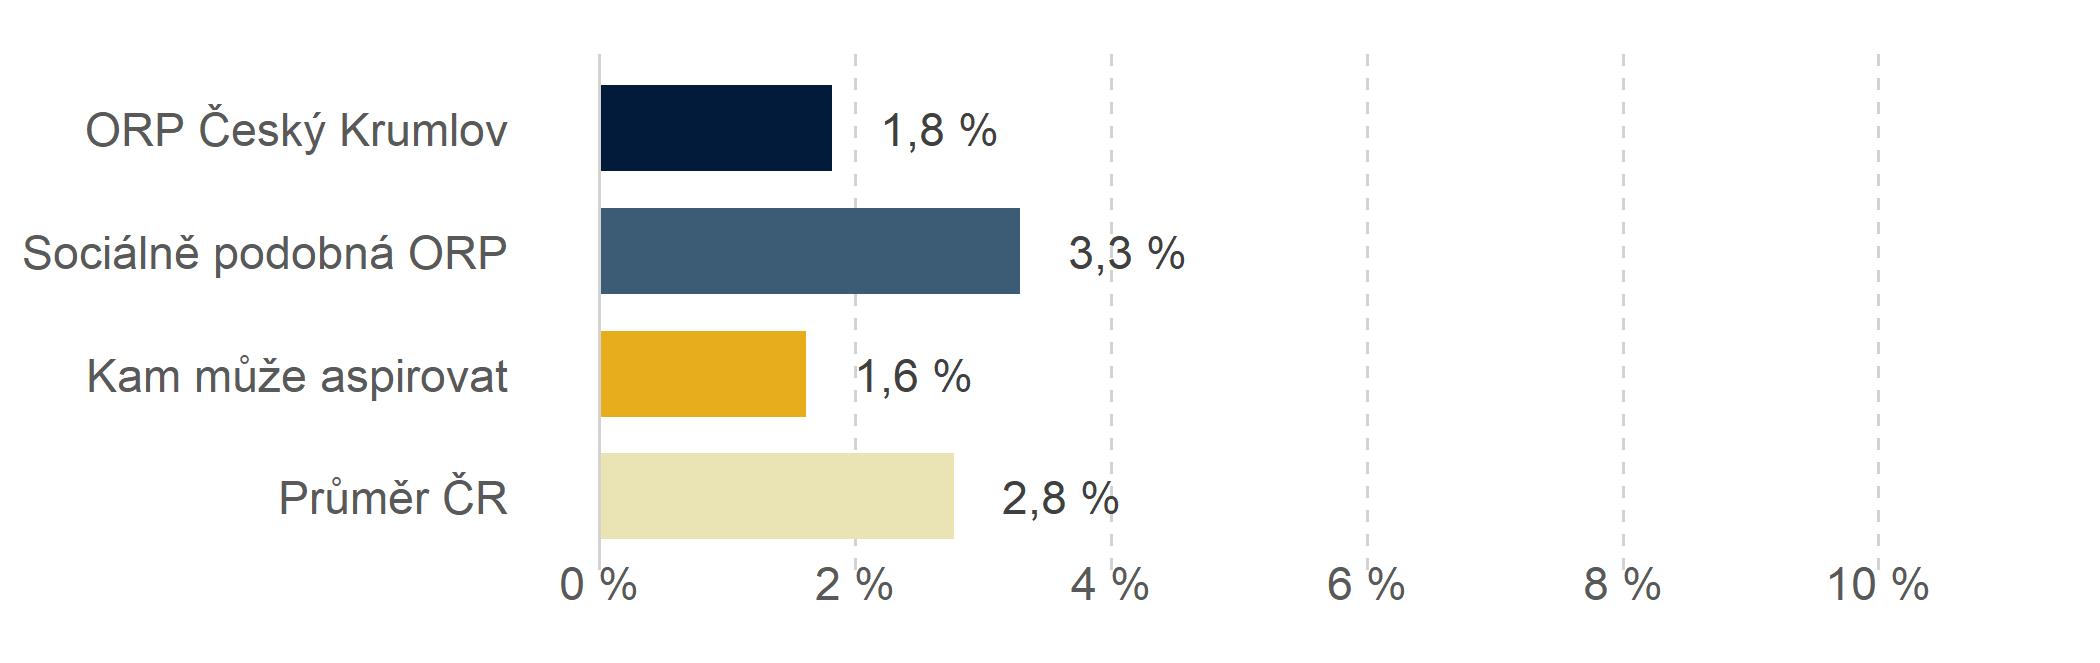 ORP Český Krumlov 1,8 %
Sociálně podobná ORP 3,3 %
Kam může aspirovat 1,6 %
Průměr ČR 2,8 %
0 % 2 % 4 % 6 % 8 % 10 %